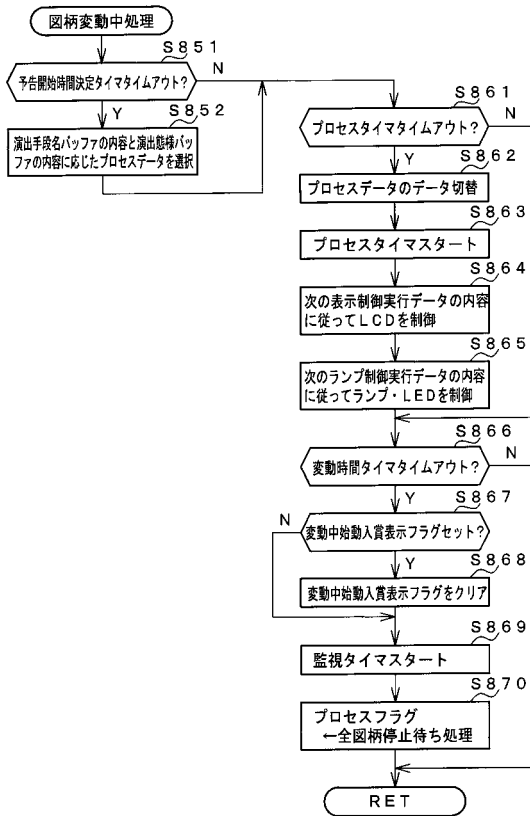 図柄変動中処理
S851
予告開始時間決定タイマタイムアウト?
N
Y
S852
演出手段名バッファの内容と演出態様バッ
ファの内容に応じたプロセスデータを選択
S861
プロセスタイマタイムアウト?
N
Y
S862
プロセスデータのデータ切替
S863
プロセスタイマスタート
S864
次の表示制御実行データの内容
に従ってLCDを制御
S865
次のランプ制御実行データの内容
に従ってランプ・LEDを制御
S866
変動時間タイマタイムアウト?
N
Y
S867
N
変動中始動入賞表示フラグセット?
Y
S868
変動中始動入賞表示フラグをクリア
S869
監視タイマスタート
S870
プロセスフラグ
←全図柄停止待ち処理
RET